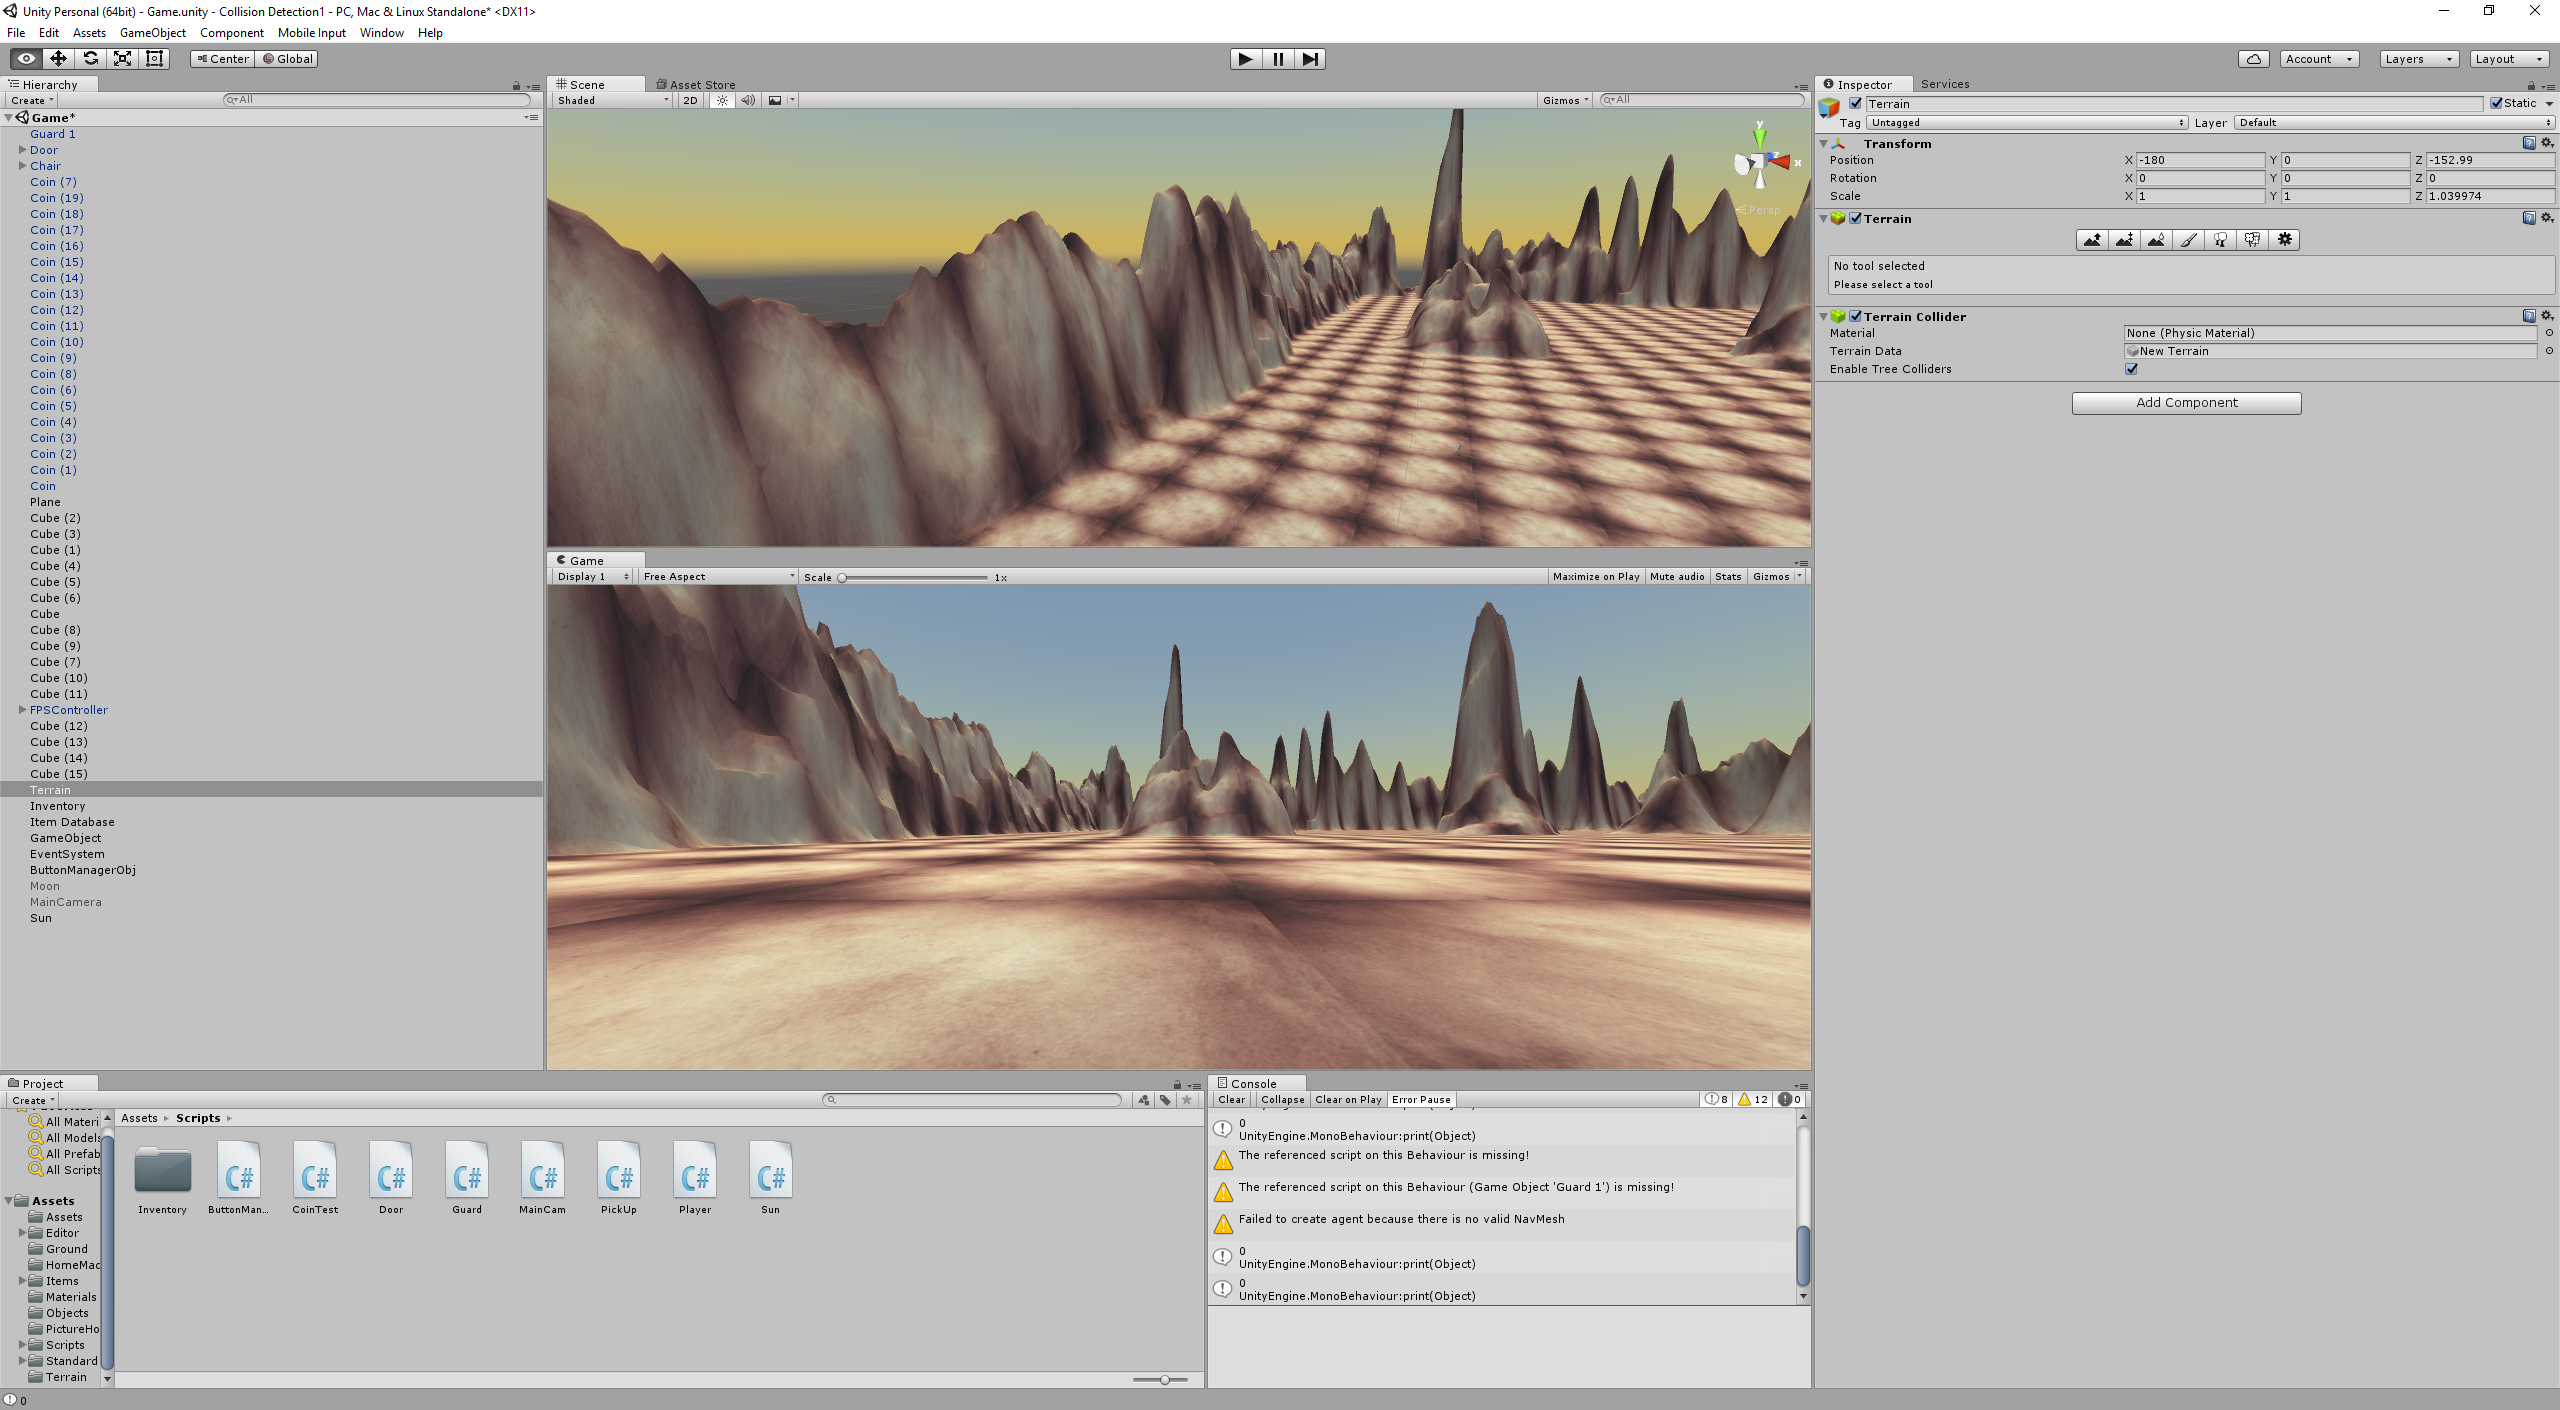 Unity Personal (64bit) - Game.unity - Collision Detection1 - PC, Mac & Linux Standalone* <DX11>
File Edit Assets GameObject Component Mobile Input Window Help
Center Global
Account Layers Layout
Hierarchy
Create All
Game*
Guard 1
Door
Chair
Coin (7)
Coin (19)
Coin (18)
Coin (17)
Coin (16)
Coin (15)
Coin (14)
Coin (13)
Coin (12)
Coin (11)
Coin (10)
Coin (9)
Coin (8)
Coin (6)
Coin (5)
Coin (4)
Coin (3)
Coin (2)
Coin (1)
Coin
Plane
Cube (2)
Cube (3)
Cube (1)
Cube (4)
Cube (5)
Cube (6)
Cube
Cube (8)
Cube (9)
Cube (7)
Cube (10)
Cube (11)
FPSController
Cube (12)
Cube (13)
Cube (14)
Cube (15)
Terrain
Inventory
Item Database
GameObject
EventSystem
ButtonManagerObj
Moon
MainCamera
Sun
Scene Asset Store
Shaded 2D Gizmos All
y
z
x
Persp
Game
Display 1 Free Aspect Scale 1x Maximize on Play Mute audio Stats Gizmos
Inspector Services
Terrain Static
Tag Untagged Layer Default
Transform
Position X -180 Y 0 Z -152.99
Rotation X 0 Y 0 Z 0
Scale X 1 Y 1 Z 1.039974
Terrain
No tool selected
Please select a tool
Terrain Collider
Material None (Physic Material)
Terrain Data New Terrain
Enable Tree Colliders
Add Component
Project
Create
All Materi
All Models
All Prefab
All Scripts
Assets
Assets
Editor
Ground
HomeMac
Items
Materials
Objects
PictureHo
Scripts
Standard
Terrain
Assets Scripts
C# C# C# C# C# C# C# C#
Inventory ButtonMan... CoinTest Door Guard MainCam PickUp Player Sun
Console
Clear Collapse Clear on Play Error Pause 8 12 0
0
UnityEngine.MonoBehaviour:print(Object)
The referenced script on this Behaviour is missing!
The referenced script on this Behaviour (Game Object 'Guard 1') is missing!
Failed to create agent because there is no valid NavMesh
0
UnityEngine.MonoBehaviour:print(Object)
0
UnityEngine.MonoBehaviour:print(Object)
0